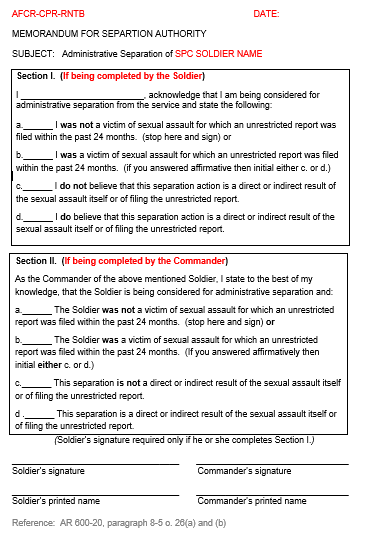 AFCR-CPR-RNTB DATE:
MEMORANDUM FOR SEPARTION AUTHORITY
SUBJECT: Administrative Separation of SPC SOLDIER NAME
Section I. (If being completed by the Soldier)
I ________________________, acknowledge that I am being considered for
administrative separation from the service and state the following:
a.______ I was not a victim of sexual assault for which an unrestricted report was
filed within the past 24 months. (stop here and sign) or
b.______ I was a victim of sexual assault for which an unrestricted report was filed
within the past 24 months. (if you answered affirmative then initial either c. or d.)
c.______ I do not believe that this separation action is a direct or indirect result of
the sexual assault itself or of filing the unrestricted report.
d.______ I do believe that this separation action is a direct or indirect result of the
sexual assault itself or of filing the unrestricted report.
Section II. (If being completed by the Commander)
As the Commander of the above mentioned Soldier, I state to the best of my
knowledge, that the Soldier is being considered for administrative separation and:
a.______ The Soldier was not a victim of sexual assault for which an unrestricted
report was filed within the past 24 months. (stop here and sign) or
b.______ The Soldier was a victim of sexual assault for which an unrestricted
report was filed within the past 24 months. (If you answered affirmatively then
initial either c. or d.)
c.______ This separation is not a direct or indirect result of the sexual assault itself
or of filing the unrestricted report.
d .______ This separation is a direct or indirect result of the sexual assault itself or
of filing the unrestricted report.
(Soldier's signature required only if he or she completes Section I.)
Soldier's signature Commander's signature
Soldier's printed name Commander's printed name
Reference: AR 600-20, paragraph 8-5 o. 26(a) and (b)